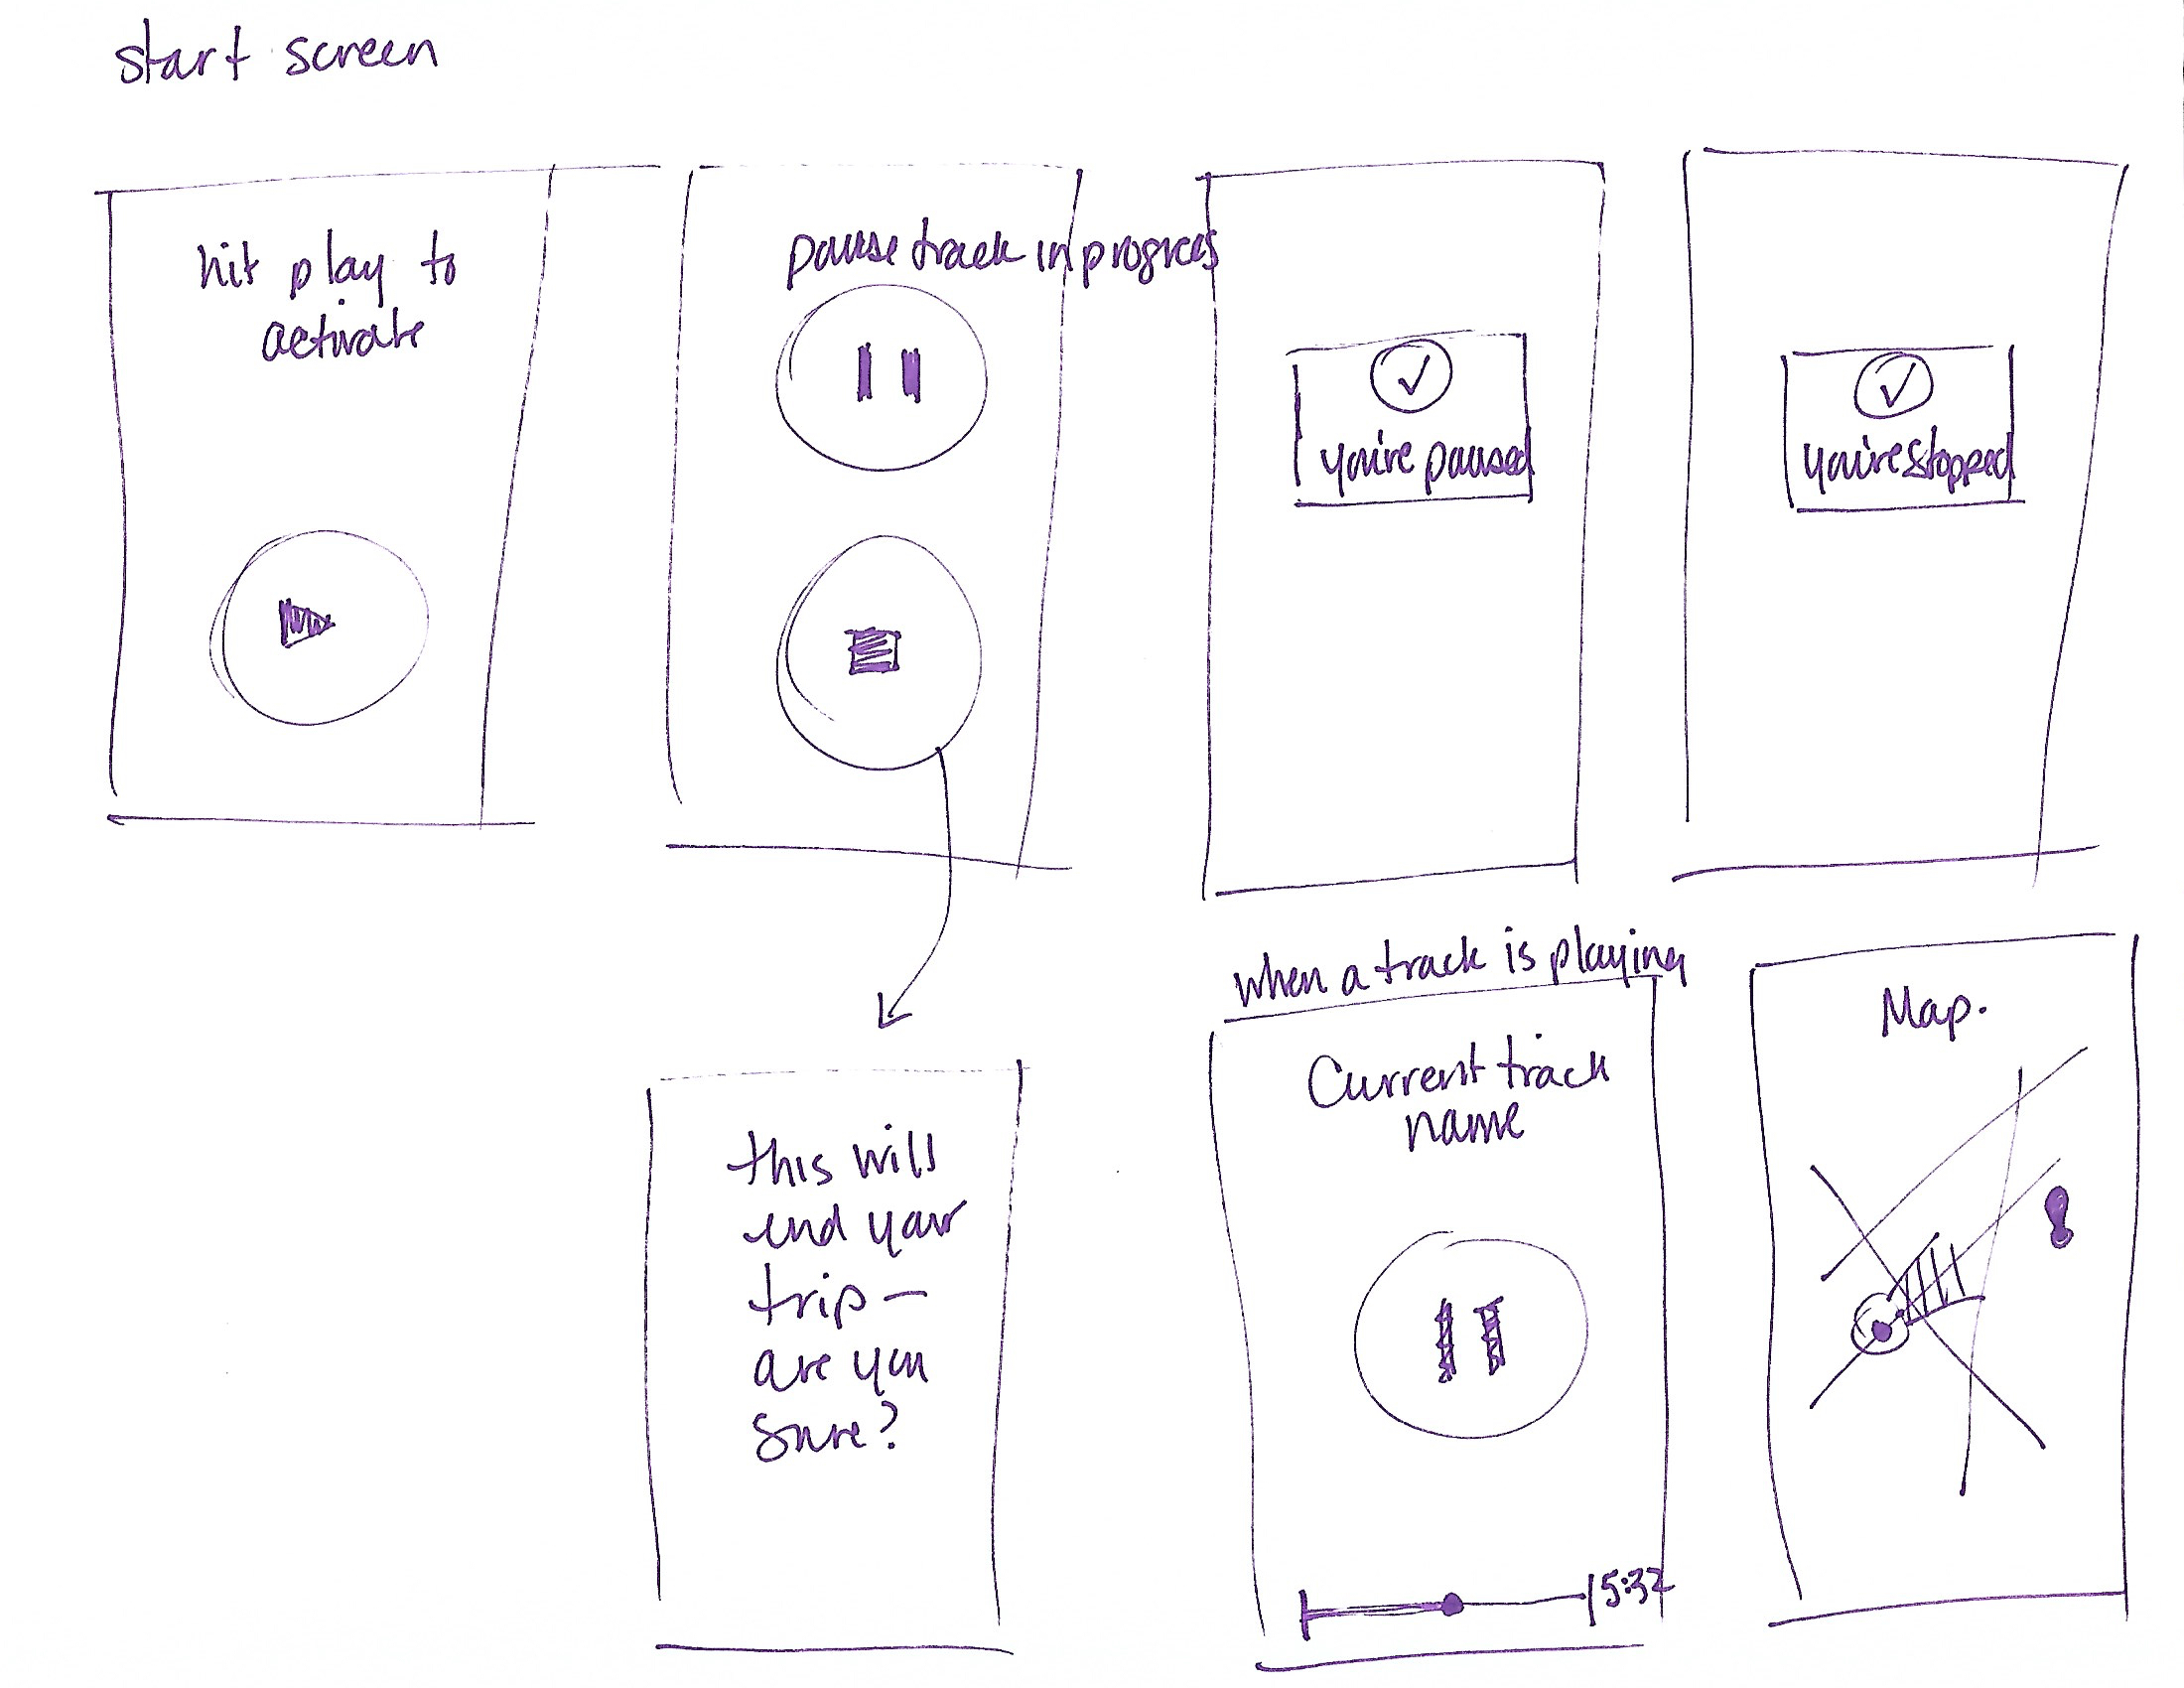 start screen
hit play to
activate
pause track in progress
you're paused
you're stopped
this will
end your
trip —
are you
sure?
when a track is playing
Current track
name
5:32
Map.